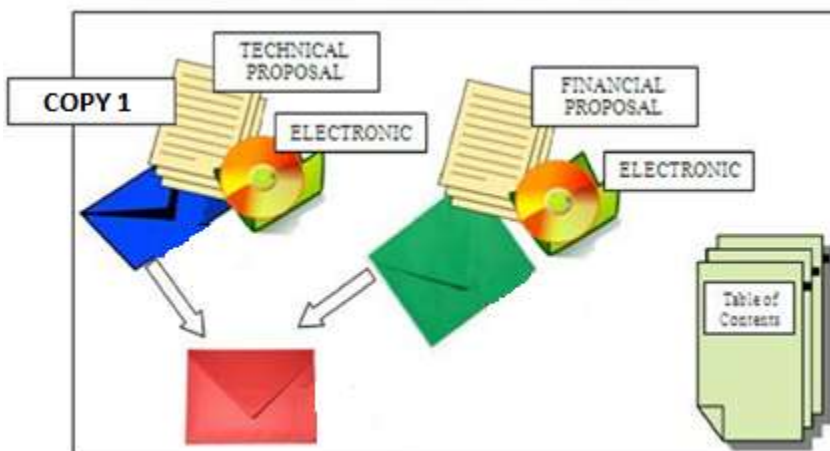 TECHNICAL
PROPOSAL
COPY 1
ELECTRONIC
FINANCIAL
PROPOSAL
ELECTRONIC
Table of
Contents